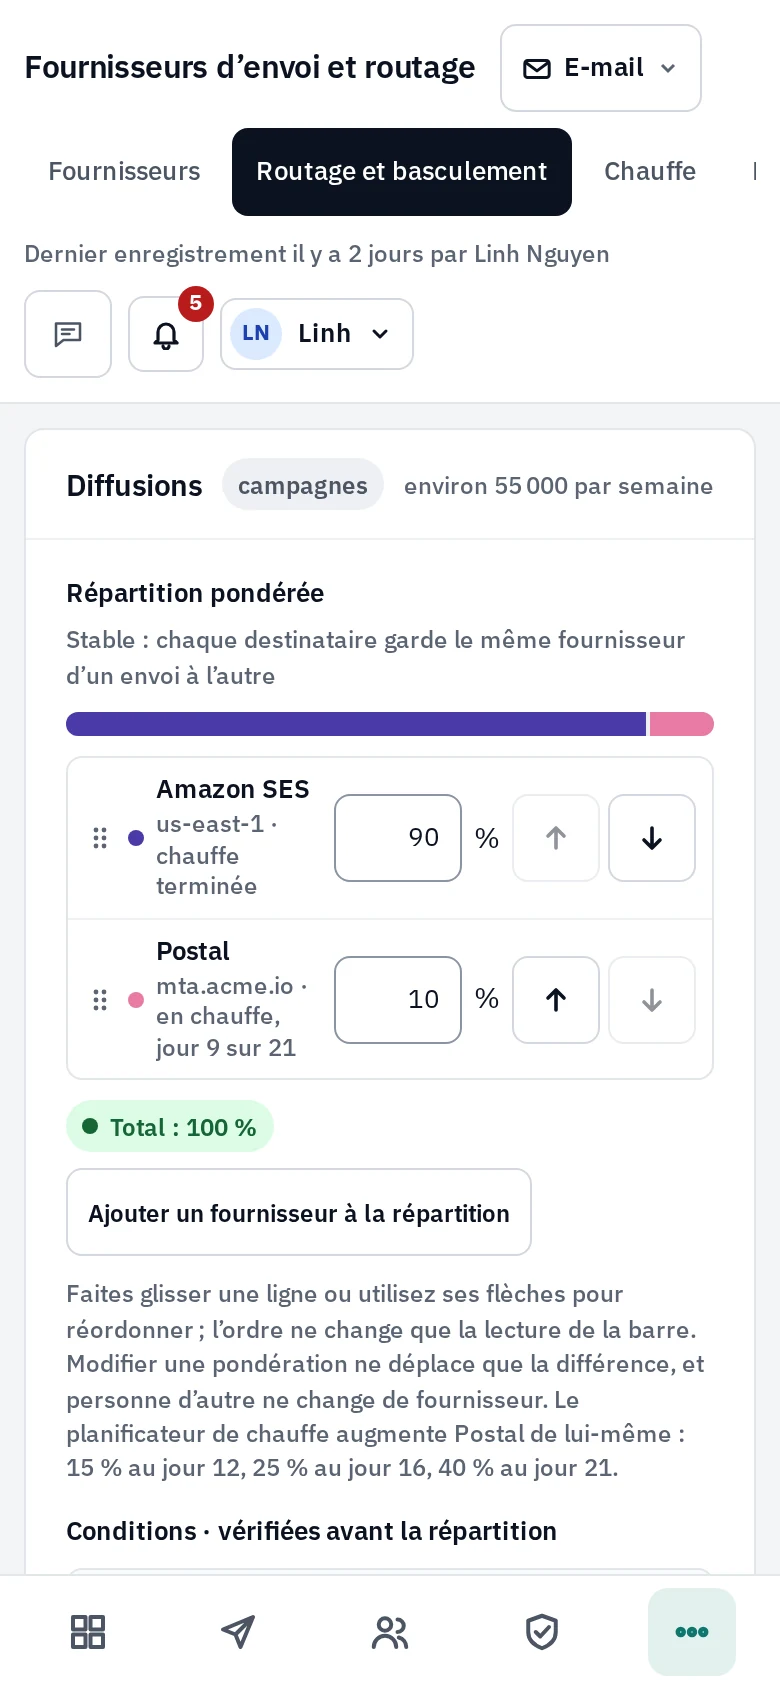 Fournisseurs d’envoi et routage
E-mail
Fournisseurs
Routage et basculement
Chauffe
Dernier enregistrement il y a 2 jours par Linh Nguyen
5
LN
Linh
Diffusions
campagnes
environ 55 000 par semaine
Répartition pondérée
Stable : chaque destinataire garde le même fournisseur
d’un envoi à l’autre
Amazon SES
us-east-1 ·
chauffe
terminée
90
%
Postal
mta.acme.io ·
en chauffe,
jour 9 sur 21
10
%
Total : 100 %
Ajouter un fournisseur à la répartition
Faites glisser une ligne ou utilisez ses flèches pour
réordonner ; l’ordre ne change que la lecture de la barre.
Modifier une pondération ne déplace que la différence, et
personne d’autre ne change de fournisseur. Le
planificateur de chauffe augmente Postal de lui-même :
15 % au jour 12, 25 % au jour 16, 40 % au jour 21.
Conditions · vérifiées avant la répartition